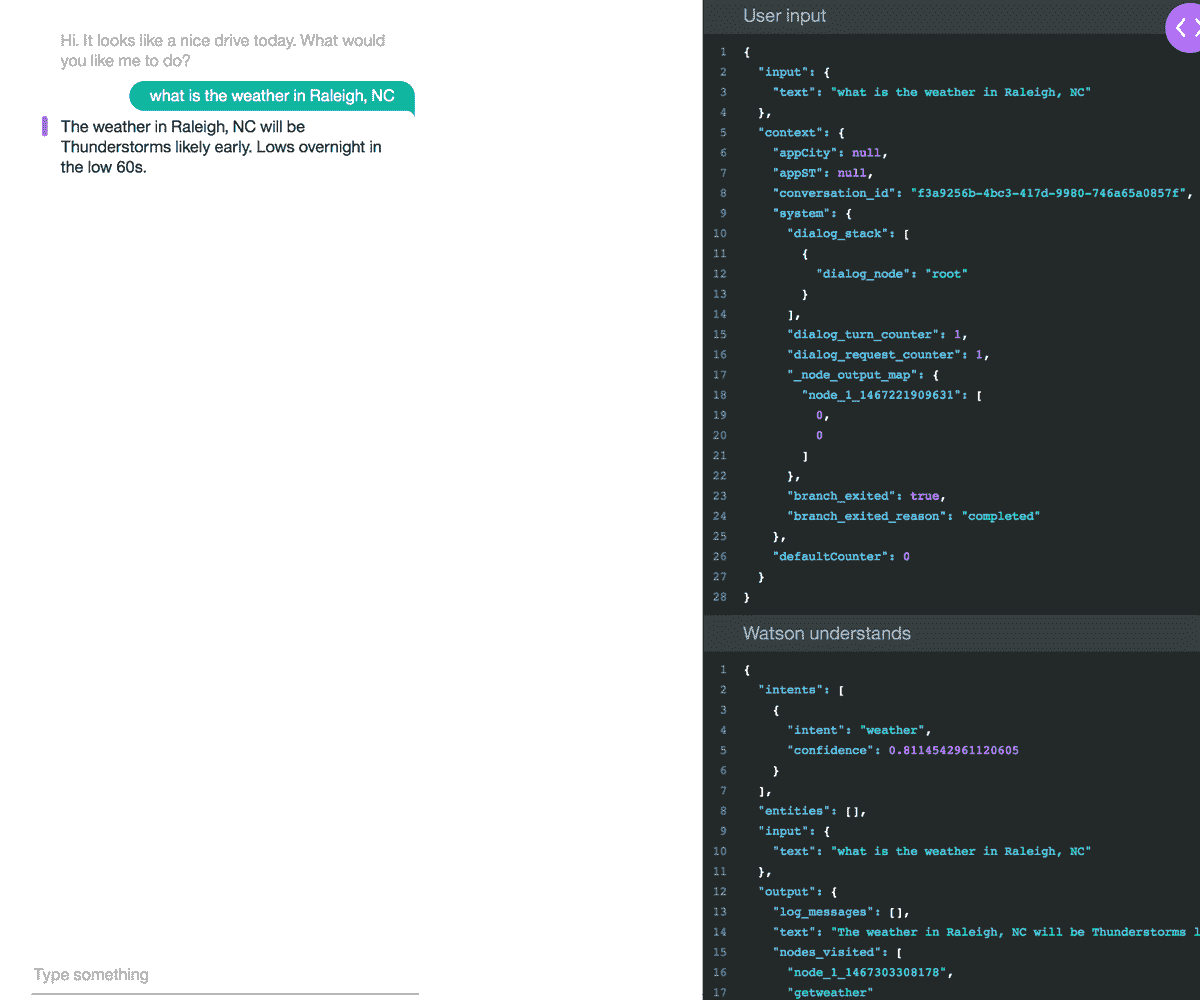 Hi. It looks like a nice drive today. What would
you like me to do?
what is the weather in Raleigh, NC
The weather in Raleigh, NC will be
Thunderstorms likely early. Lows overnight in
the low 60s.
Type something
User input
1 {
2 "input": {
3 "text": "what is the weather in Raleigh, NC"
4 },
5 "context": {
6 "appCity": null,
7 "appST": null,
8 "conversation_id": "f3a9256b-4bc3-417d-9980-746a65a0857f",
9 "system": {
10 "dialog_stack": [
11 {
12 "dialog_node": "root"
13 }
14 ],
15 "dialog_turn_counter": 1,
16 "dialog_request_counter": 1,
17 "_node_output_map": {
18 "node_1_1467221909631": [
19 0,
20 0
21 ]
22 },
23 "branch_exited": true,
24 "branch_exited_reason": "completed"
25 },
26 "defaultCounter": 0
27 }
28 }
Watson understands
1 {
2 "intents": [
3 {
4 "intent": "weather",
5 "confidence": 0.8114542961120605
6 }
7 ],
8 "entities": [],
9 "input": {
10 "text": "what is the weather in Raleigh, NC"
11 },
12 "output": {
13 "log_messages": [],
14 "text": "The weather in Raleigh, NC will be Thunderstorms l
15 "nodes_visited": [
16 "node_1_1467303308178",
17 "getweather"